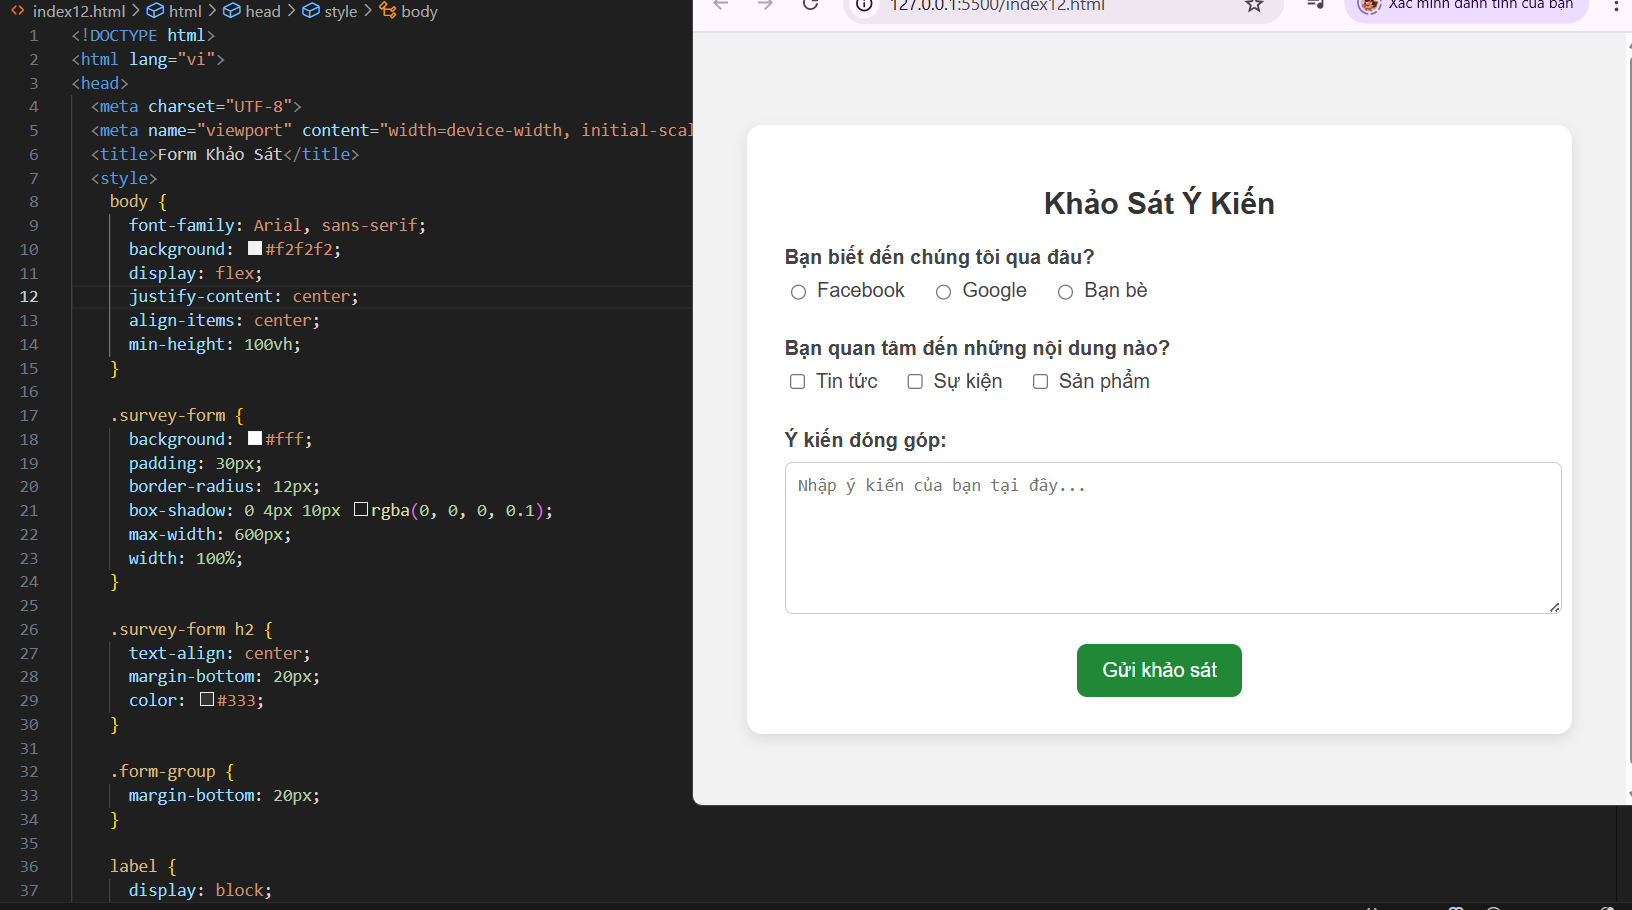 index12.html > html > head > style > body
1 <!DOCTYPE html>
2 <html lang="vi">
3 <head>
4 <meta charset="UTF-8">
5 <meta name="viewport" content="width=device-width, initial-scal
6 <title>Form Khảo Sát</title>
7 <style>
8 body {
9 font-family: Arial, sans-serif;
10 background: #f2f2f2;
11 display: flex;
12 justify-content: center;
13 align-items: center;
14 min-height: 100vh;
15 }
16
17 .survey-form {
18 background: #fff;
19 padding: 30px;
20 border-radius: 12px;
21 box-shadow: 0 4px 10px rgba(0, 0, 0, 0.1);
22 max-width: 600px;
23 width: 100%;
24 }
25
26 .survey-form h2 {
27 text-align: center;
28 margin-bottom: 20px;
29 color: #333;
30 }
31
32 .form-group {
33 margin-bottom: 20px;
34 }
35
36 label {
37 display: block;
127.0.0.1:5500/index12.html
Xác minh danh tính của bạn
Khảo Sát Ý Kiến
Bạn biết đến chúng tôi qua đâu?
Facebook Google Bạn bè
Bạn quan tâm đến những nội dung nào?
Tin tức Sự kiện Sản phẩm
Ý kiến đóng góp:
Nhập ý kiến của bạn tại đây...
Gửi khảo sát